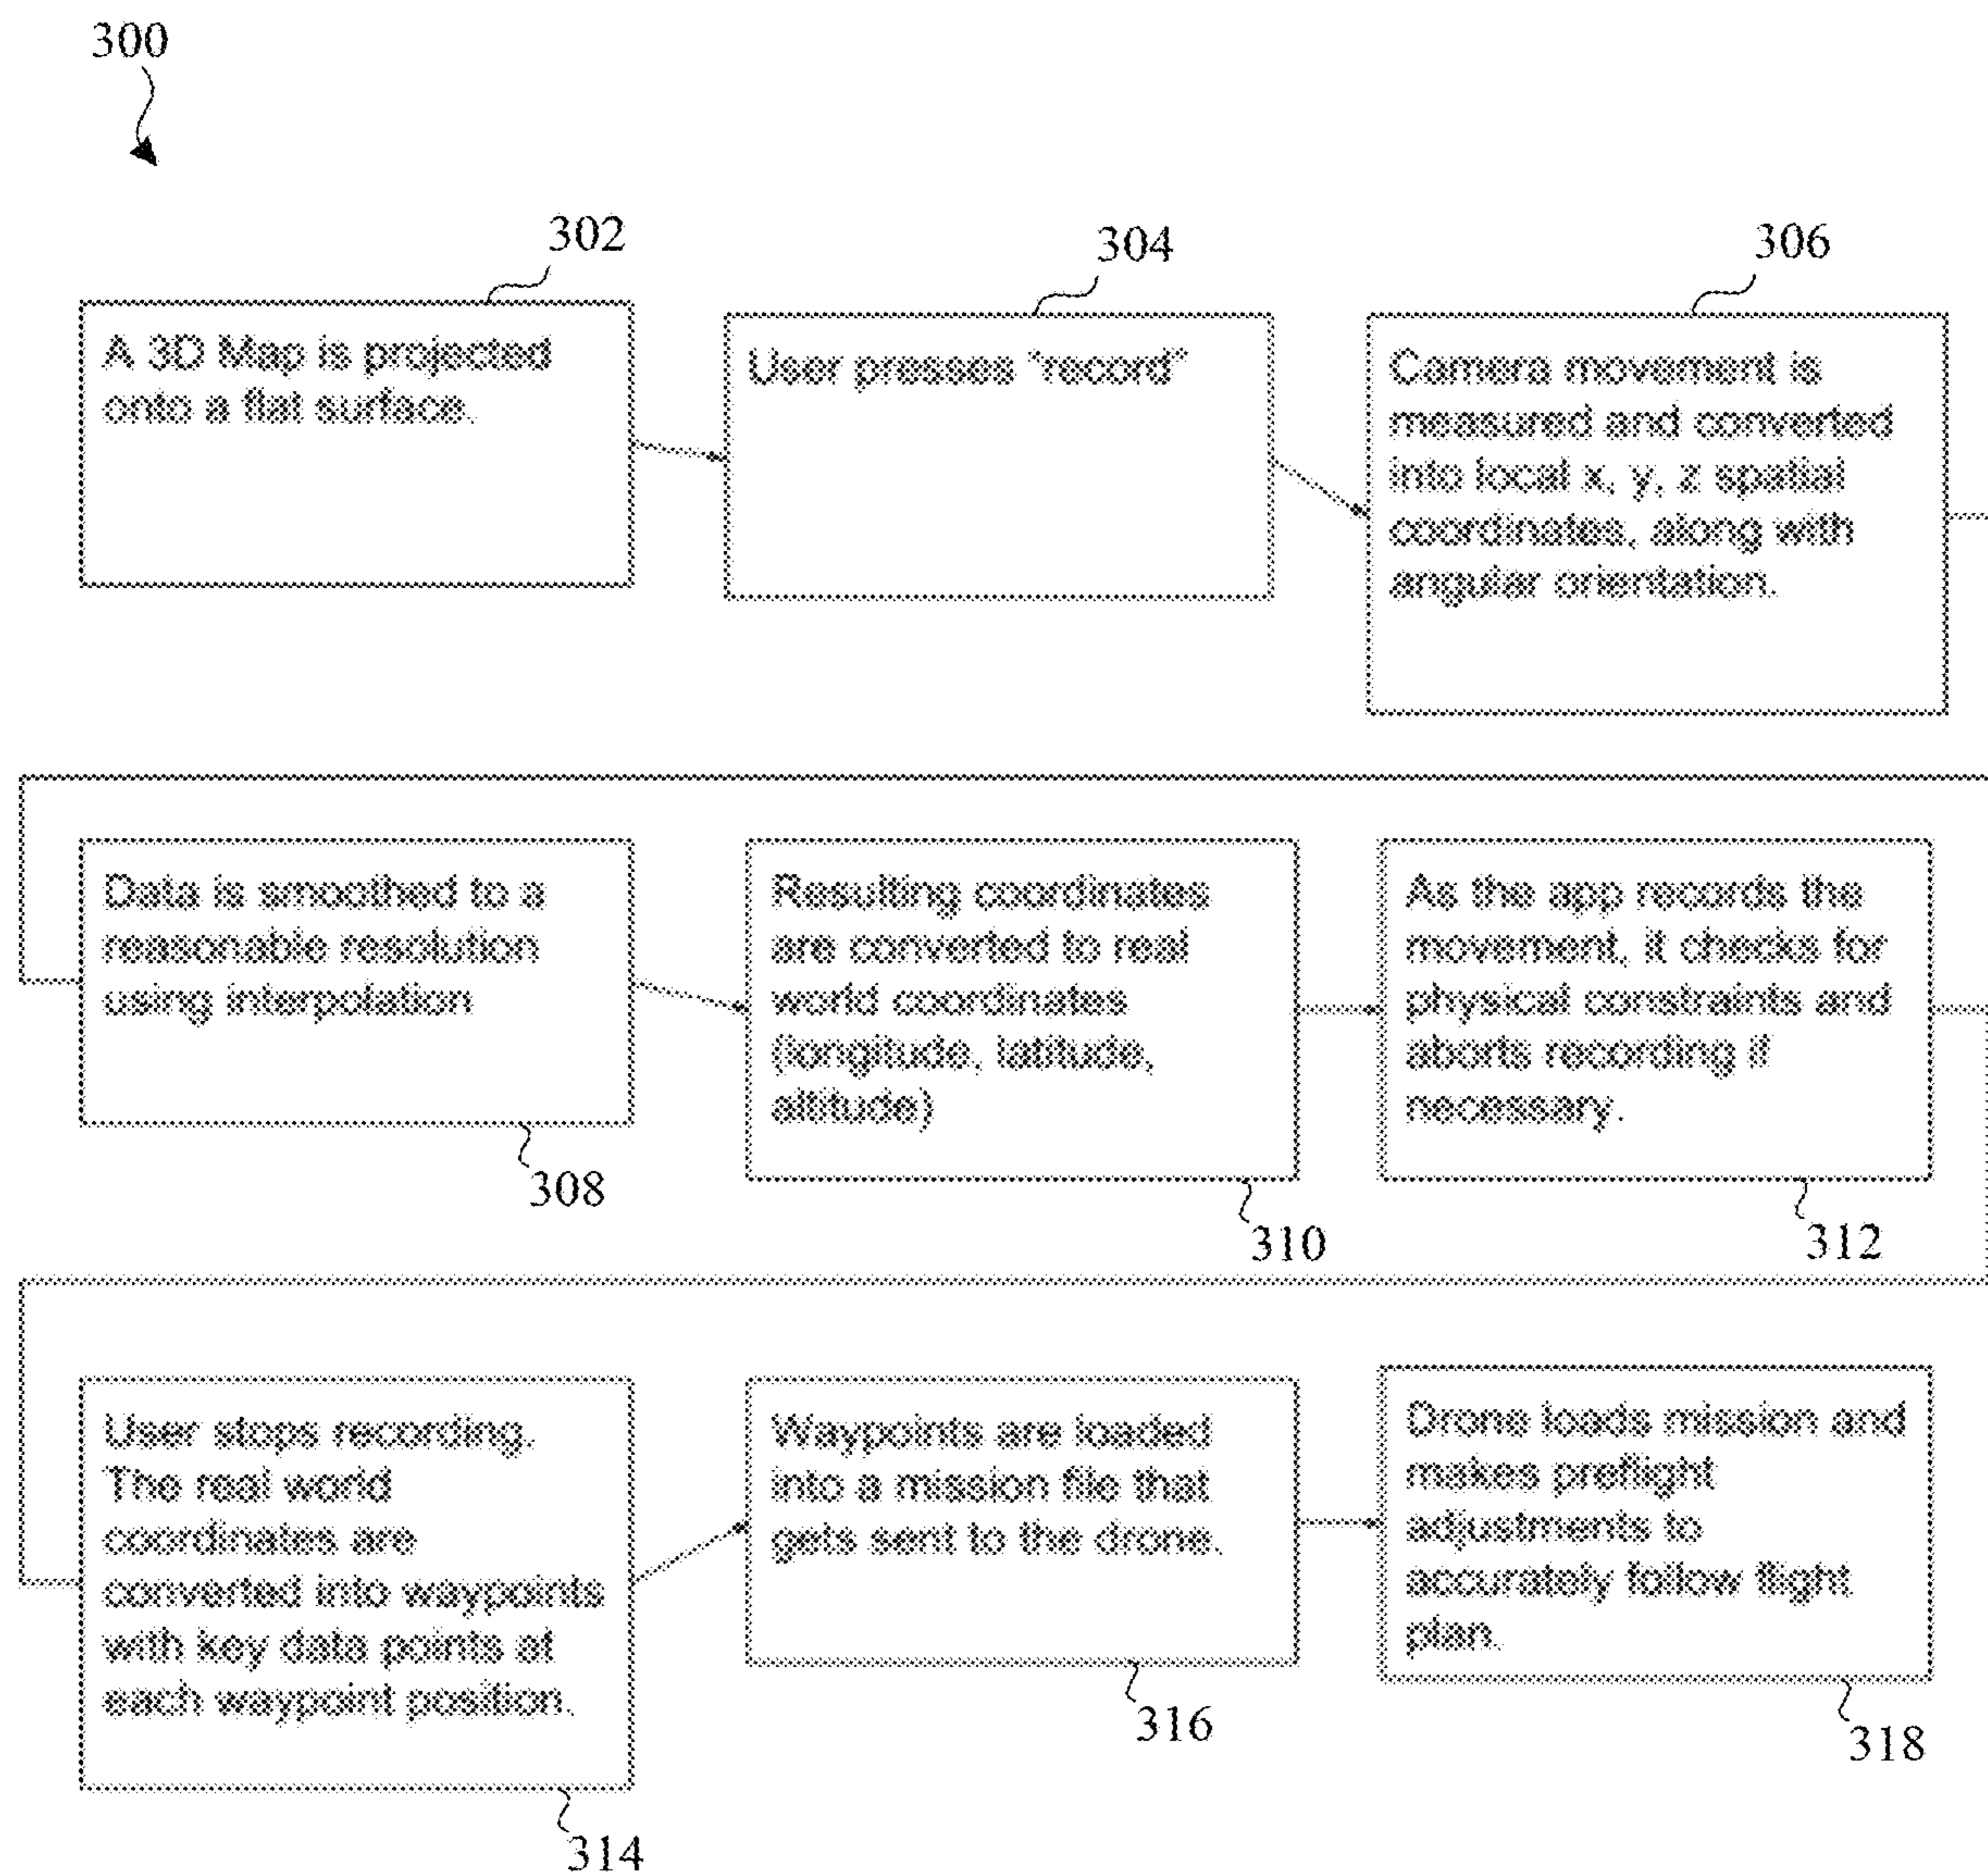 300
302
A 3D Map is projected
onto a flat surface.
304
User presses "record"
306
Camera movement is
measured and converted
into local x, y, z spatial
coordinates, along with
angular orientation.
Data is smoothed to a
reasonable resolution
using interpolation
308
Resulting coordinates
are converted to real
world coordinates
(longitude, latitude,
altitude)
310
As the app records the
movement, it checks for
physical constraints and
aborts recording if
necessary.
312
User stops recording.
The real world
coordinates are
converted into waypoints
with key data points at
each waypoint position.
314
Waypoints are loaded
into a mission file that
gets sent to the drone.
316
Drone loads mission and
makes preflight
adjustments to
accurately follow flight
plan.
318